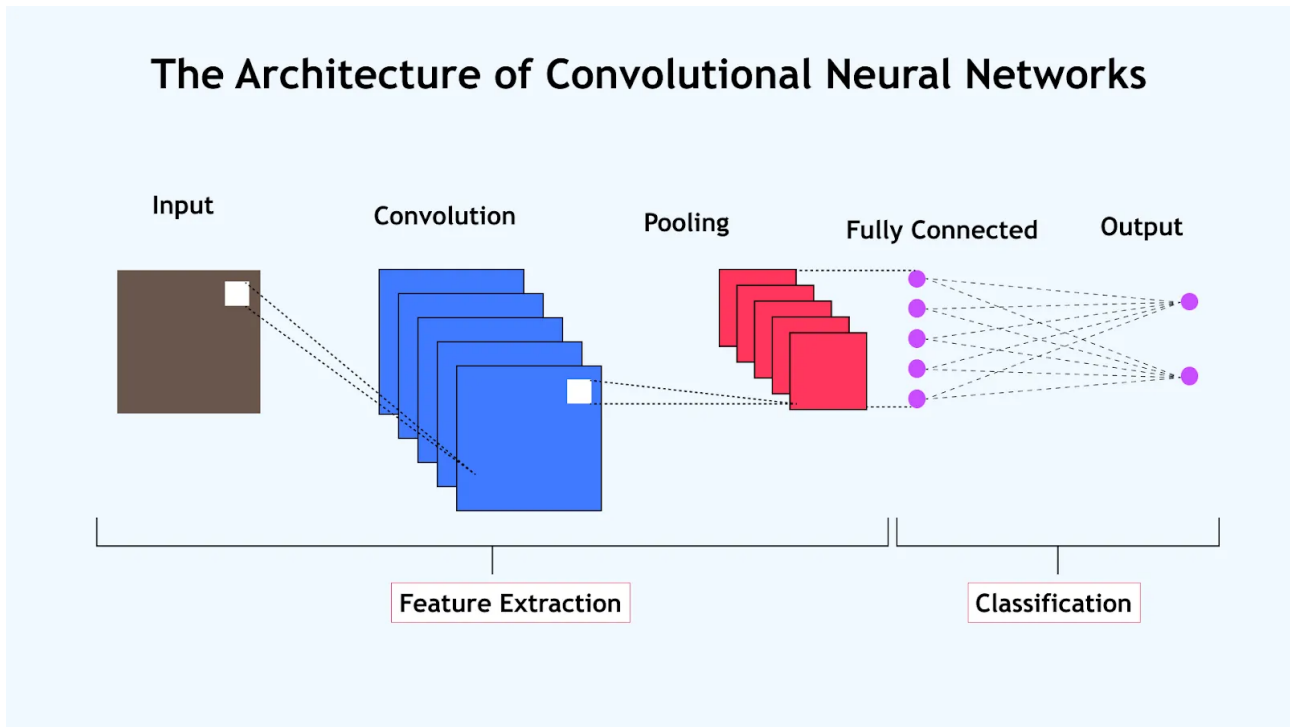 The Architecture of Convolutional Neural Networks
Input
Convolution
Pooling
Fully Connected
Output
Feature Extraction
Classification